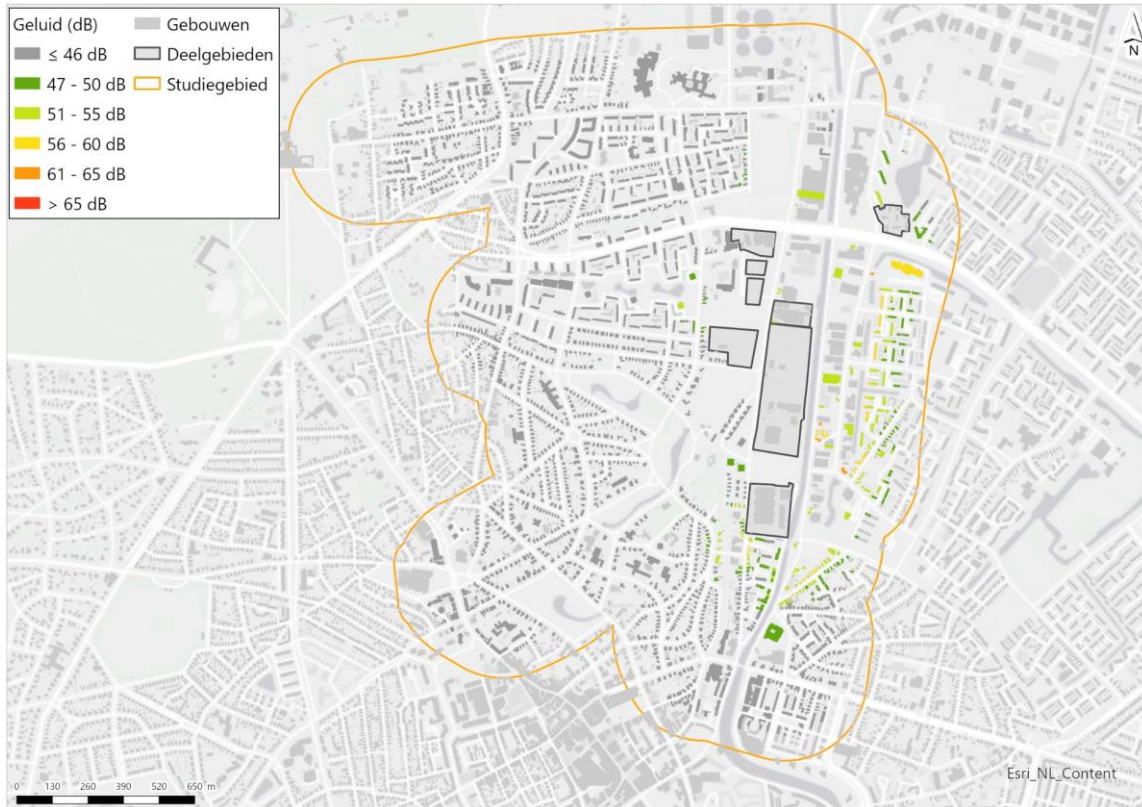 Geluid (dB)
≤ 46 dB
47 - 50 dB
51 - 55 dB
56 - 60 dB
61 - 65 dB
> 65 dB
Gebouwen
Deelgebieden
Studiegebied
N
0 130 260 390 520 650 m
Esri_NL_Content